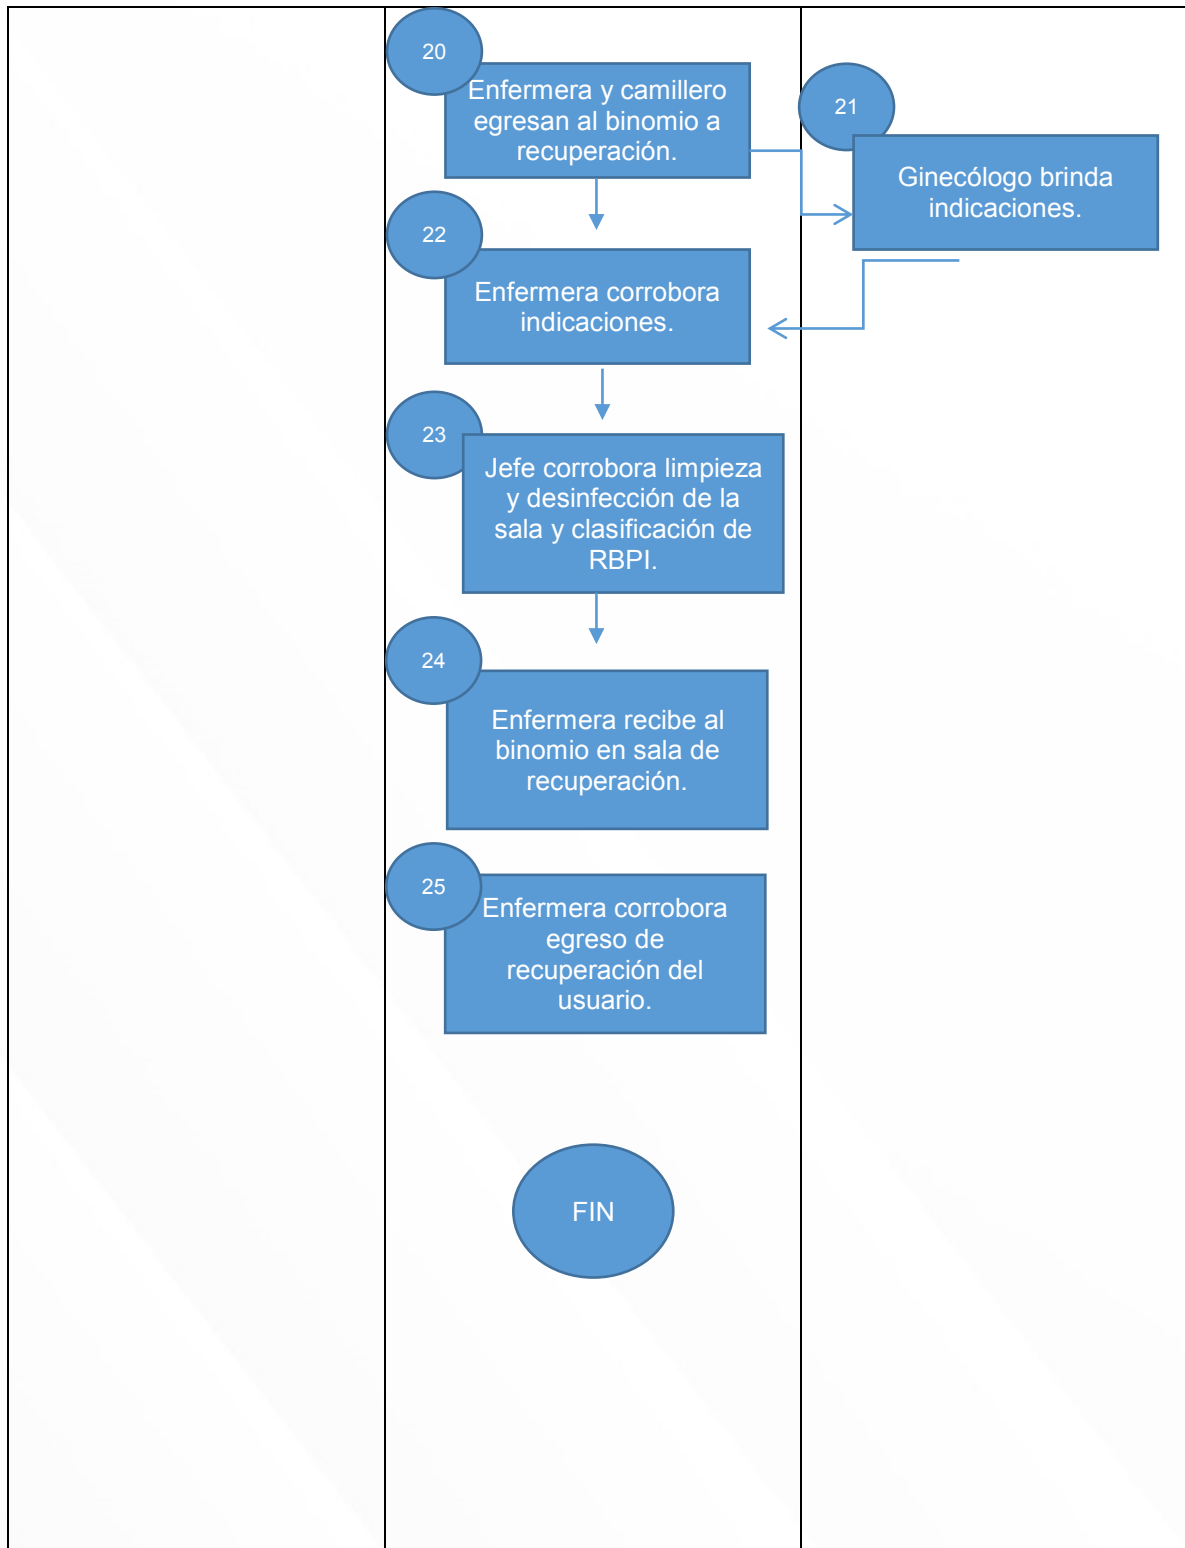 20
Enfermera y camillero
egresan al binomio a
recuperación.
21
Ginecólogo brinda
indicaciones.
22
Enfermera corrobora
indicaciones.
23
Jefe corrobora limpieza
y desinfección de la
sala y clasificación de
RBPI.
24
Enfermera recibe al
binomio en sala de
recuperación.
25
Enfermera corrobora
egreso de
recuperación del
usuario.
FIN